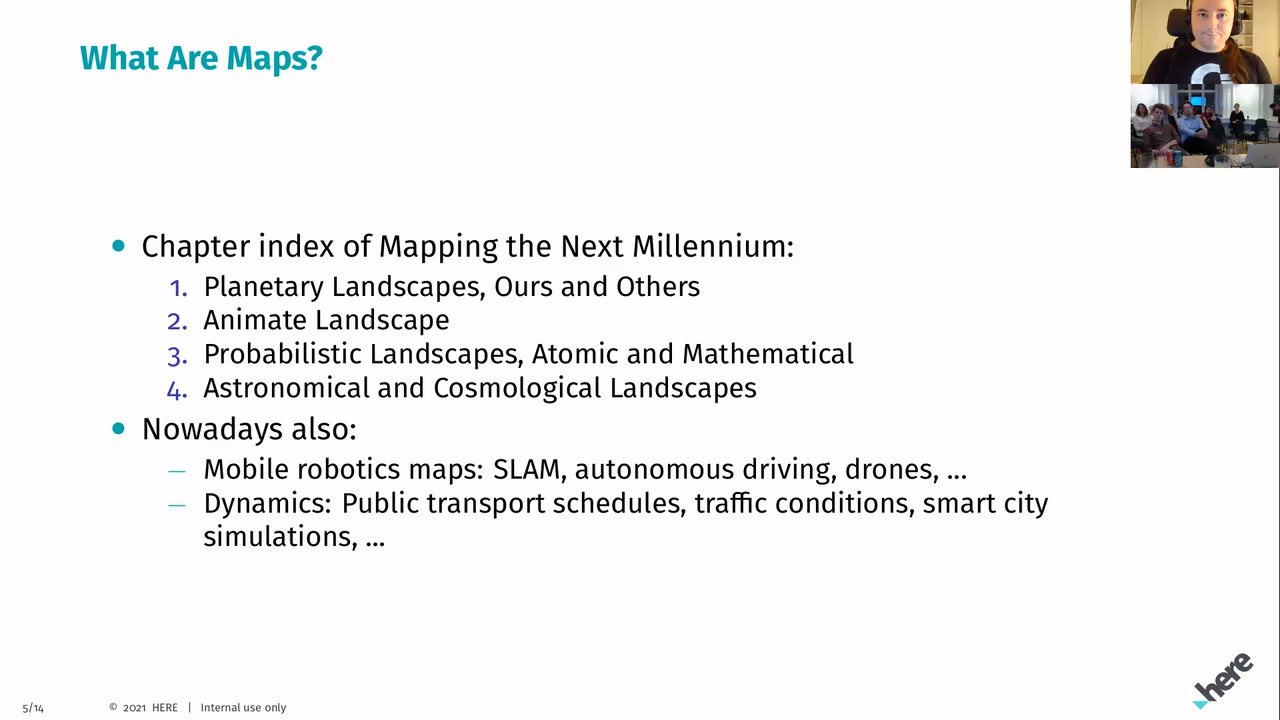 What Are Maps?
• Chapter index of Mapping the Next Millennium:
1. Planetary Landscapes, Ours and Others
2. Animate Landscape
3. Probabilistic Landscapes, Atomic and Mathematical
4. Astronomical and Cosmological Landscapes
• Nowadays also:
– Mobile robotics maps: SLAM, autonomous driving, drones, ...
– Dynamics: Public transport schedules, traffic conditions, smart city
simulations, ...
here
5/14 © 2021 HERE | Internal use only